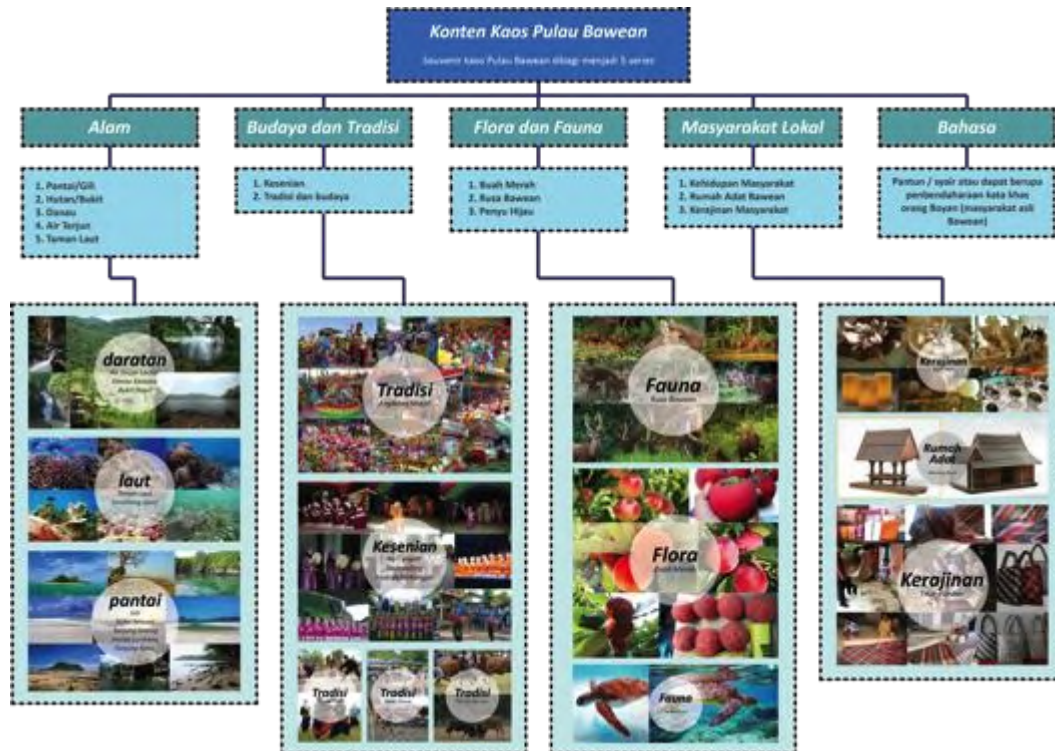 Konten Kaos Pulau Bawean
Souvenir kaos Pulau Bawean dibagi menjadi 5 series
Alam
1. Pantai/Gili
2. Hutan/Bukit
3. Danau
4. Air Terjun
5. Taman Laut
Budaya dan Tradisi
1. Kesenian
2. Tradisi dan budaya
Flora dan Fauna
1. Buah Merah
2. Rusa Bawean
3. Penyu Hijau
Masyarakat Lokal
1. Kehidupan Masyarakat
2. Rumah Adat Bawean
3. Kerajinan Masyarakat
Bahasa
Pantun / syair atau dapat berupa
penbendaharaan kata khas
orang Boyan (masyarakat asli
Bawean)
daratan
laut
pantai
Tradisi
Kesenian
Tradisi
Tradisi
Tradisi
Fauna
Rusa Bawean
Flora
Fauna
Kerajinan
Rumah
Adat
Kerajinan